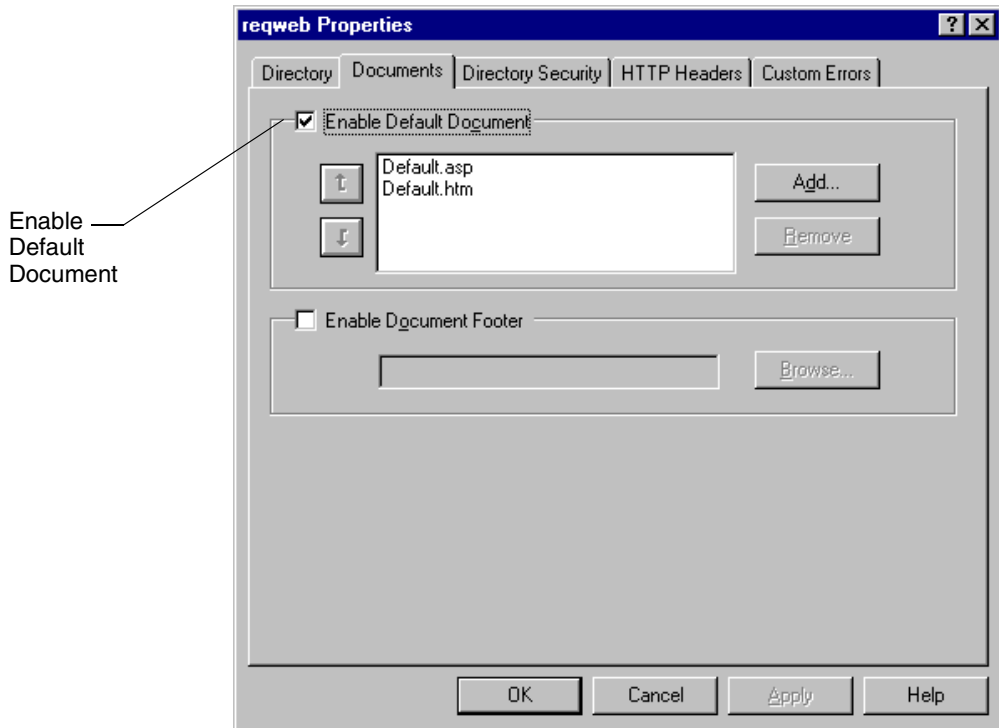 reqweb Properties
Directory
Documents
Directory Security
HTTP Headers
Custom Errors
Enable Default Document
Default.asp
Default.htm
Add...
Remove
Enable
Default
Document
Enable Document Footer
Browse...
OK
Cancel
Apply
Help